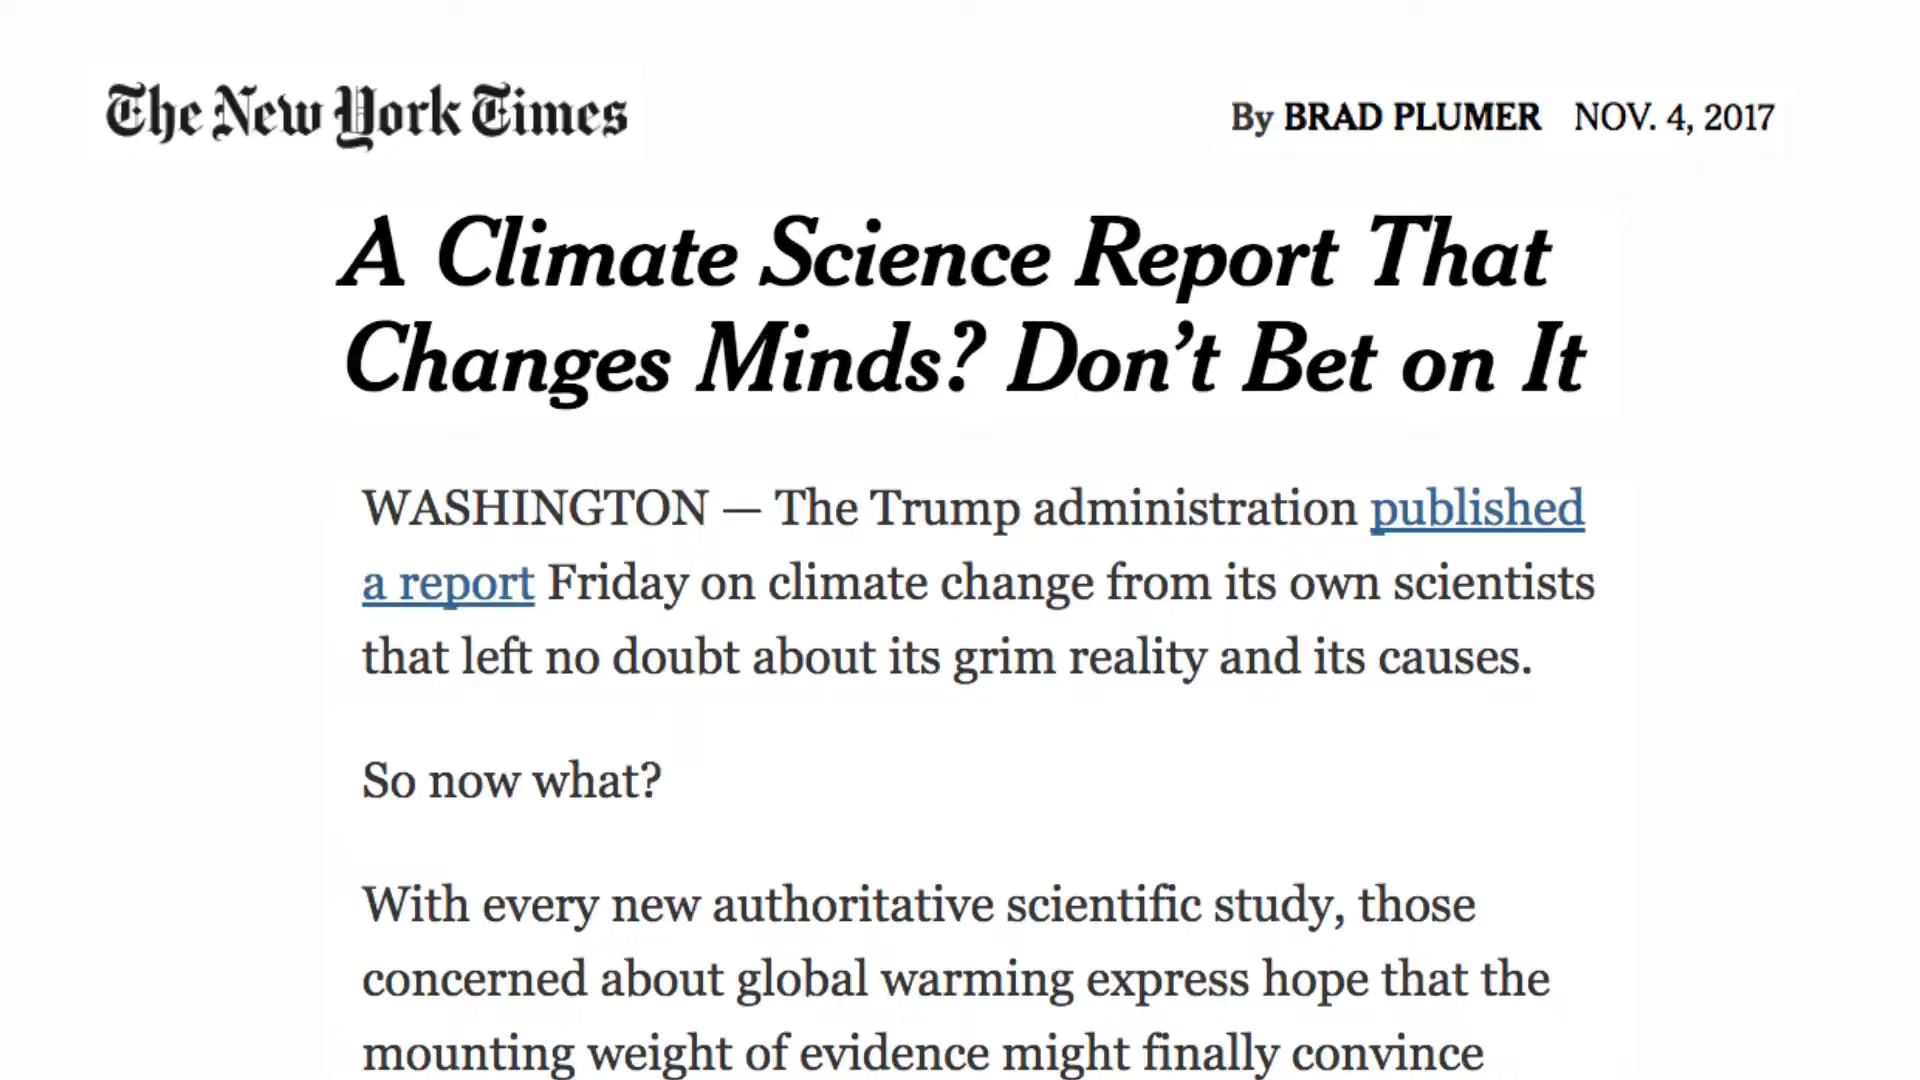 The New York Times
By BRAD PLUMER NOV. 4, 2017
A Climate Science Report That
Changes Minds? Don’t Bet on It
WASHINGTON — The Trump administration published
a report Friday on climate change from its own scientists
that left no doubt about its grim reality and its causes.
So now what?
With every new authoritative scientific study, those
concerned about global warming express hope that the
mounting weight of evidence might finally convince